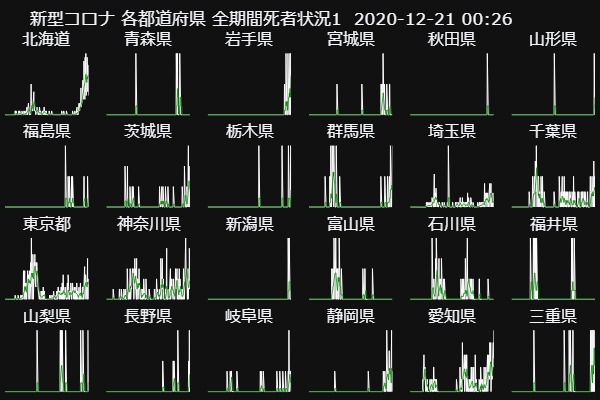 新型コロナ 各都道府県 全期間死者状況1 2020-12-21 00:26
北海道 青森県 岩手県 宮城県 秋田県 山形県
福島県 茨城県 栃木県 群馬県 埼玉県 千葉県
東京都 神奈川県 新潟県 富山県 石川県 福井県
山梨県 長野県 岐阜県 静岡県 愛知県 三重県